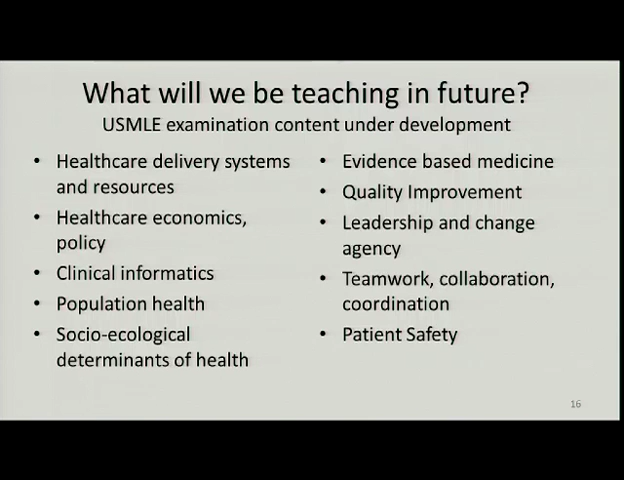 What will we be teaching in future?
USMLE examination content under development
• Healthcare delivery systems
and resources
• Healthcare economics,
policy
• Clinical informatics
• Population health
• Socio-ecological
determinants of health
• Evidence based medicine
• Quality Improvement
• Leadership and change
agency
• Teamwork, collaboration,
coordination
• Patient Safety
16